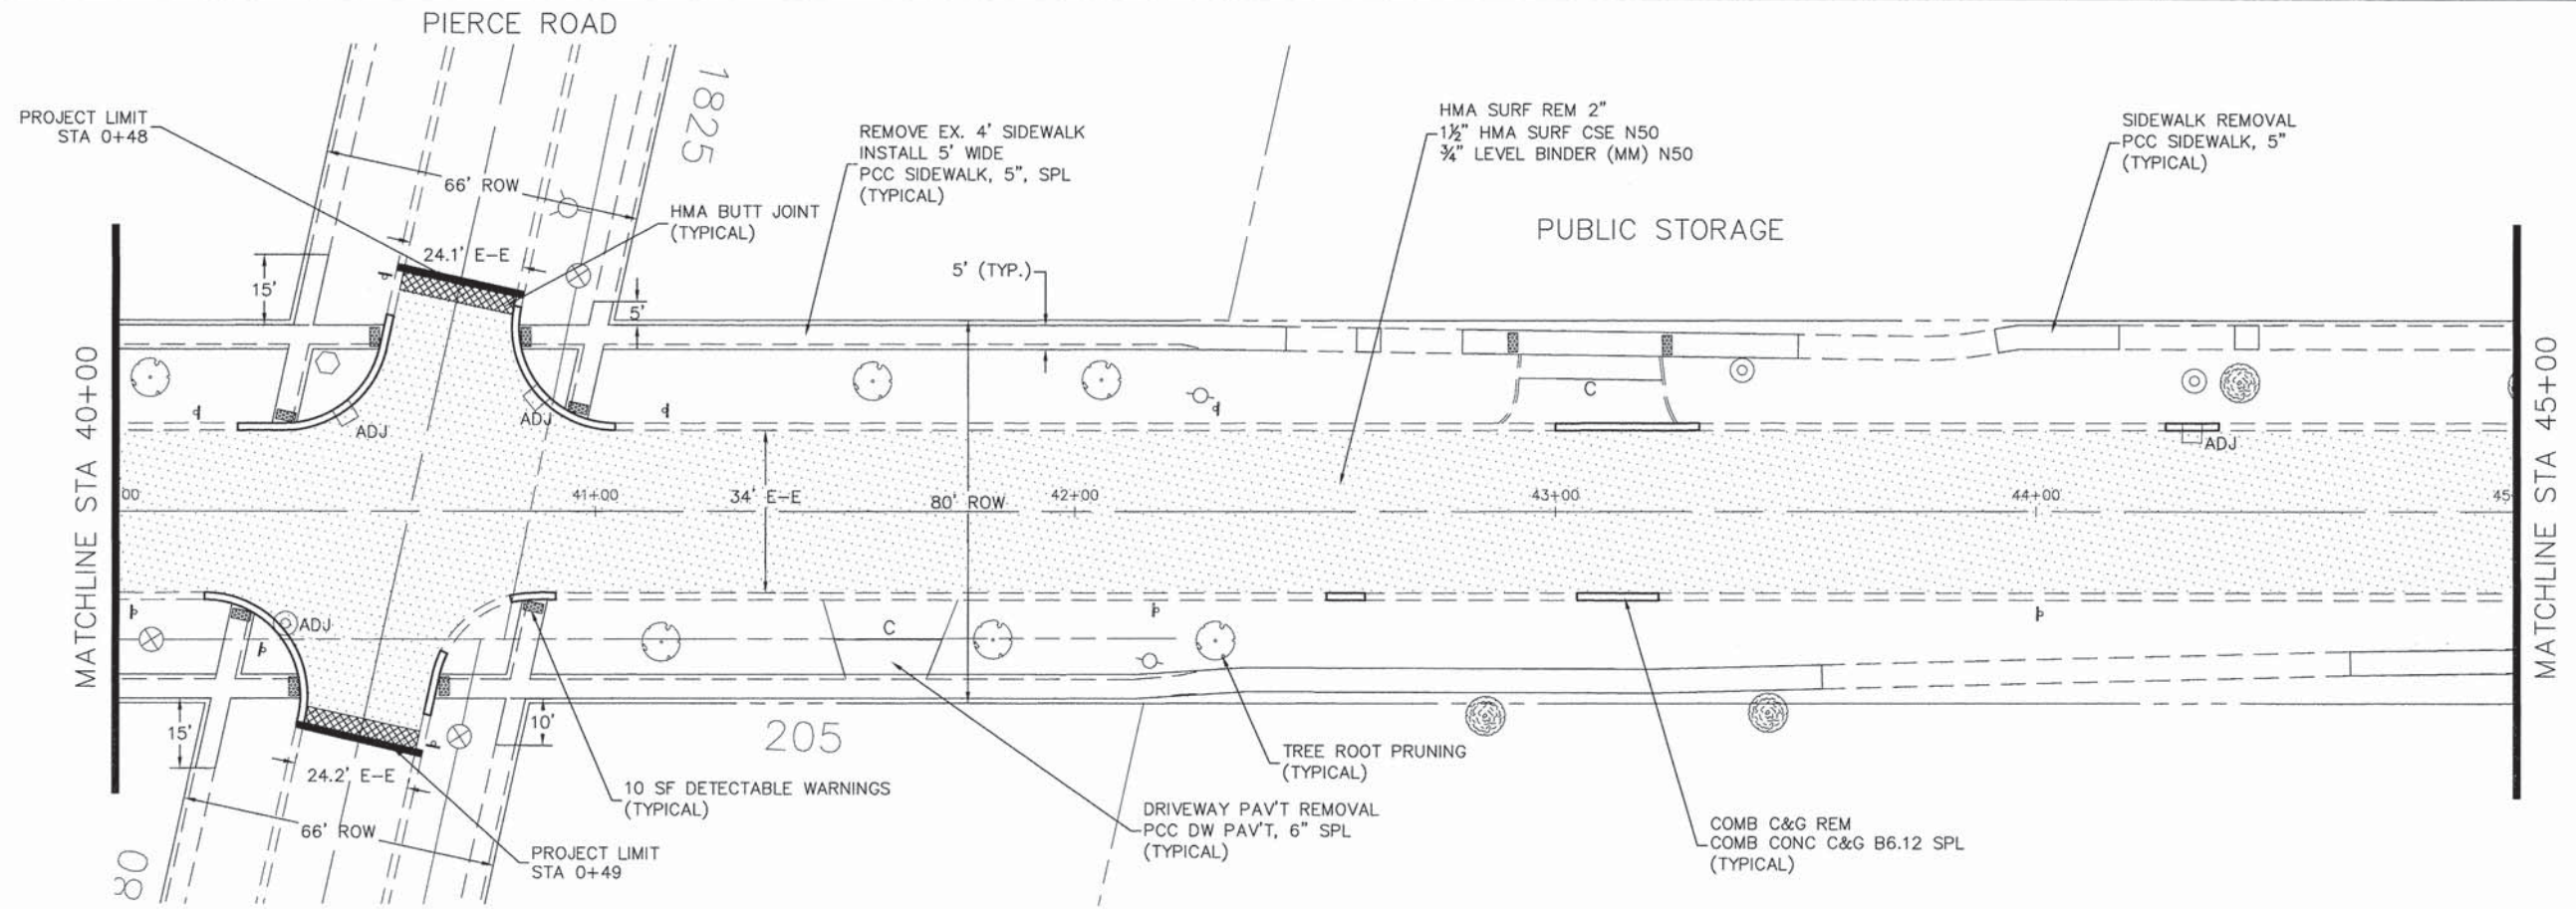 PIERCE ROAD
PROJECT LIMIT
STA 0+48
66' ROW
1825
REMOVE EX. 4' SIDEWALK
INSTALL 5' WIDE
PCC SIDEWALK, 5", SPL
(TYPICAL)
HMA BUTT JOINT
(TYPICAL)
HMA SURF REM 2"
1½" HMA SURF CSE N50
¾" LEVEL BINDER (MM) N50
SIDEWALK REMOVAL
PCC SIDEWALK, 5"
(TYPICAL)
PUBLIC STORAGE
24.1' E-E
15'
5'
5' (TYP.)
MATCHLINE STA 40+00
ADJ
ADJ
C
ADJ
MATCHLINE STA 45+00
00
41+00
34' E-E
80' ROW
42+00
43+00
44+00
45
ADJ
C
15'
10'
205
24.2' E-E
66' ROW
10 SF DETECTABLE WARNINGS
(TYPICAL)
PROJECT LIMIT
STA 0+49
TREE ROOT PRUNING
(TYPICAL)
DRIVEWAY PAV'T REMOVAL
PCC DW PAV'T, 6" SPL
(TYPICAL)
COMB C&G REM
COMB CONC C&G B6.12 SPL
(TYPICAL)
08